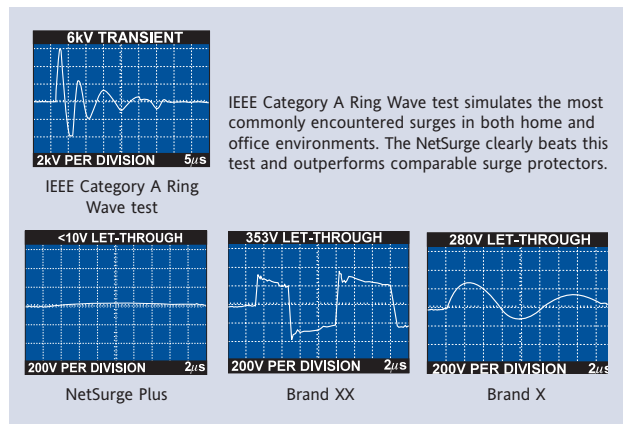 6kV TRANSIENT
2kV PER DIVISION 5µs
IEEE Category A Ring
Wave test
IEEE Category A Ring Wave test simulates the most
commonly encountered surges in both home and
office environments. The NetSurge clearly beats this
test and outperforms comparable surge protectors.
<10V LET-THROUGH
200V PER DIVISION 2µs
NetSurge Plus
353V LET-THROUGH
200V PER DIVISION 2µs
Brand XX
280V LET-THROUGH
200V PER DIVISION 2µs
Brand X